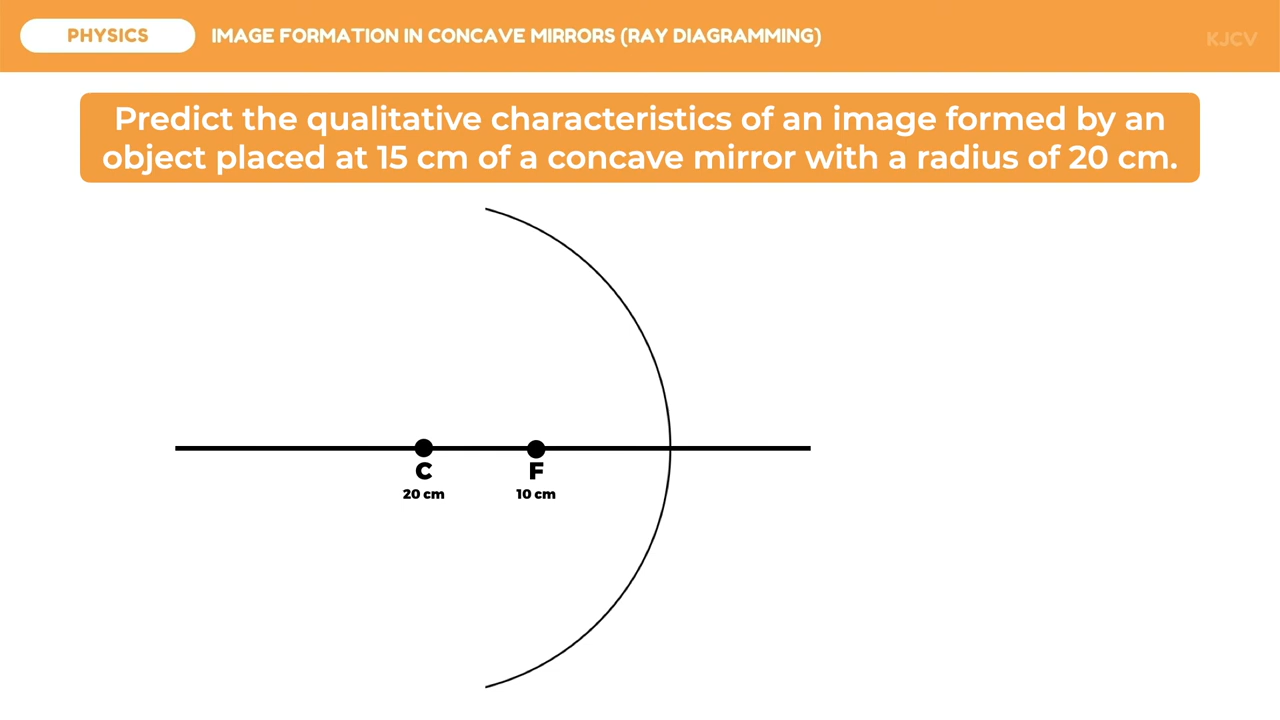 PHYSICS
IMAGE FORMATION IN CONCAVE MIRRORS (RAY DIAGRAMMING)
KJCV
Predict the qualitative characteristics of an image formed by an
object placed at 15 cm of a concave mirror with a radius of 20 cm.
C
F
20 cm
10 cm